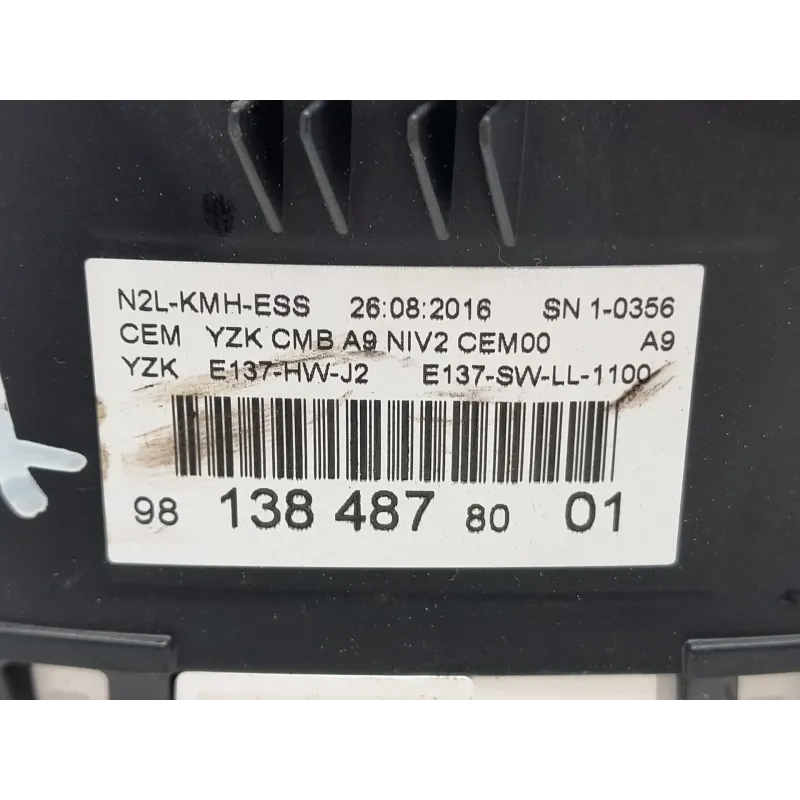 N2L-KMH-ESS 26:08:2016 SN 1-0356
CEM YZK CMB A9 NIV2 CEM00 A9
YZK E137-HW-J2 E137-SW-LL-1100
98 138 487 80 01